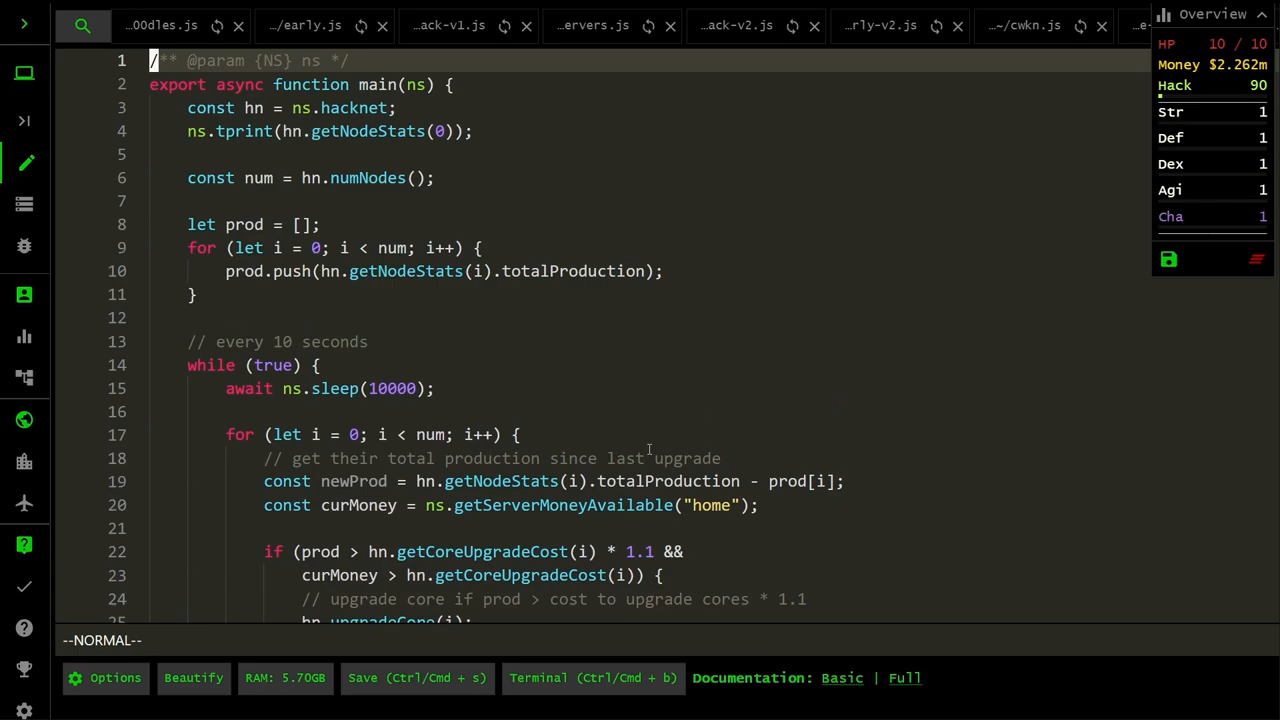 …OOdles.js …/early.js …ack-v1.js …ervers.js …ack-v2.js …rly-v2.js …~/cwkn.js …e-
Overview
HP 10 / 10
Money $2.262m
Hack 90
Str 1
Def 1
Dex 1
Agi 1
Cha 1
1 /** @param {NS} ns */
2 export async function main(ns) {
3 const hn = ns.hacknet;
4 ns.tprint(hn.getNodeStats(0));
5
6 const num = hn.numNodes();
7
8 let prod = [];
9 for (let i = 0; i < num; i++) {
10 prod.push(hn.getNodeStats(i).totalProduction);
11 }
12
13 // every 10 seconds
14 while (true) {
15 await ns.sleep(10000);
16
17 for (let i = 0; i < num; i++) {
18 // get their total production since last upgrade
19 const newProd = hn.getNodeStats(i).totalProduction - prod[i];
20 const curMoney = ns.getServerMoneyAvailable("home");
21
22 if (prod > hn.getCoreUpgradeCost(i) * 1.1 &&
23 curMoney > hn.getCoreUpgradeCost(i)) {
24 // upgrade core if prod > cost to upgrade cores * 1.1
25 hn.upgradeCore(i);
--NORMAL--
Options Beautify RAM: 5.70GB Save (Ctrl/Cmd + s) Terminal (Ctrl/Cmd + b) Documentation: Basic | Full